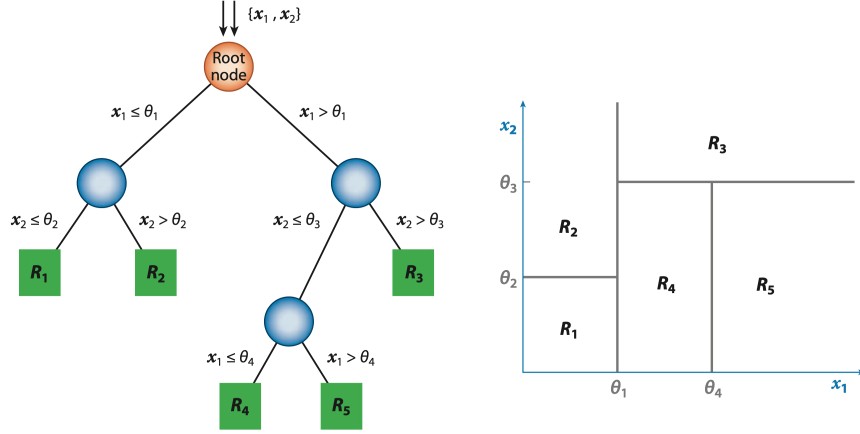 {x₁ , x₂}
Root
node
x₁ ≤ θ₁
x₁ > θ₁
x₂ ≤ θ₂
x₂ > θ₂
x₂ ≤ θ₃
x₂ > θ₃
R₁
R₂
R₃
x₁ ≤ θ₄
x₁ > θ₄
R₄
R₅
x₂
R₃
θ₃
R₂
θ₂
R₄
R₅
R₁
θ₁
θ₄
x₁